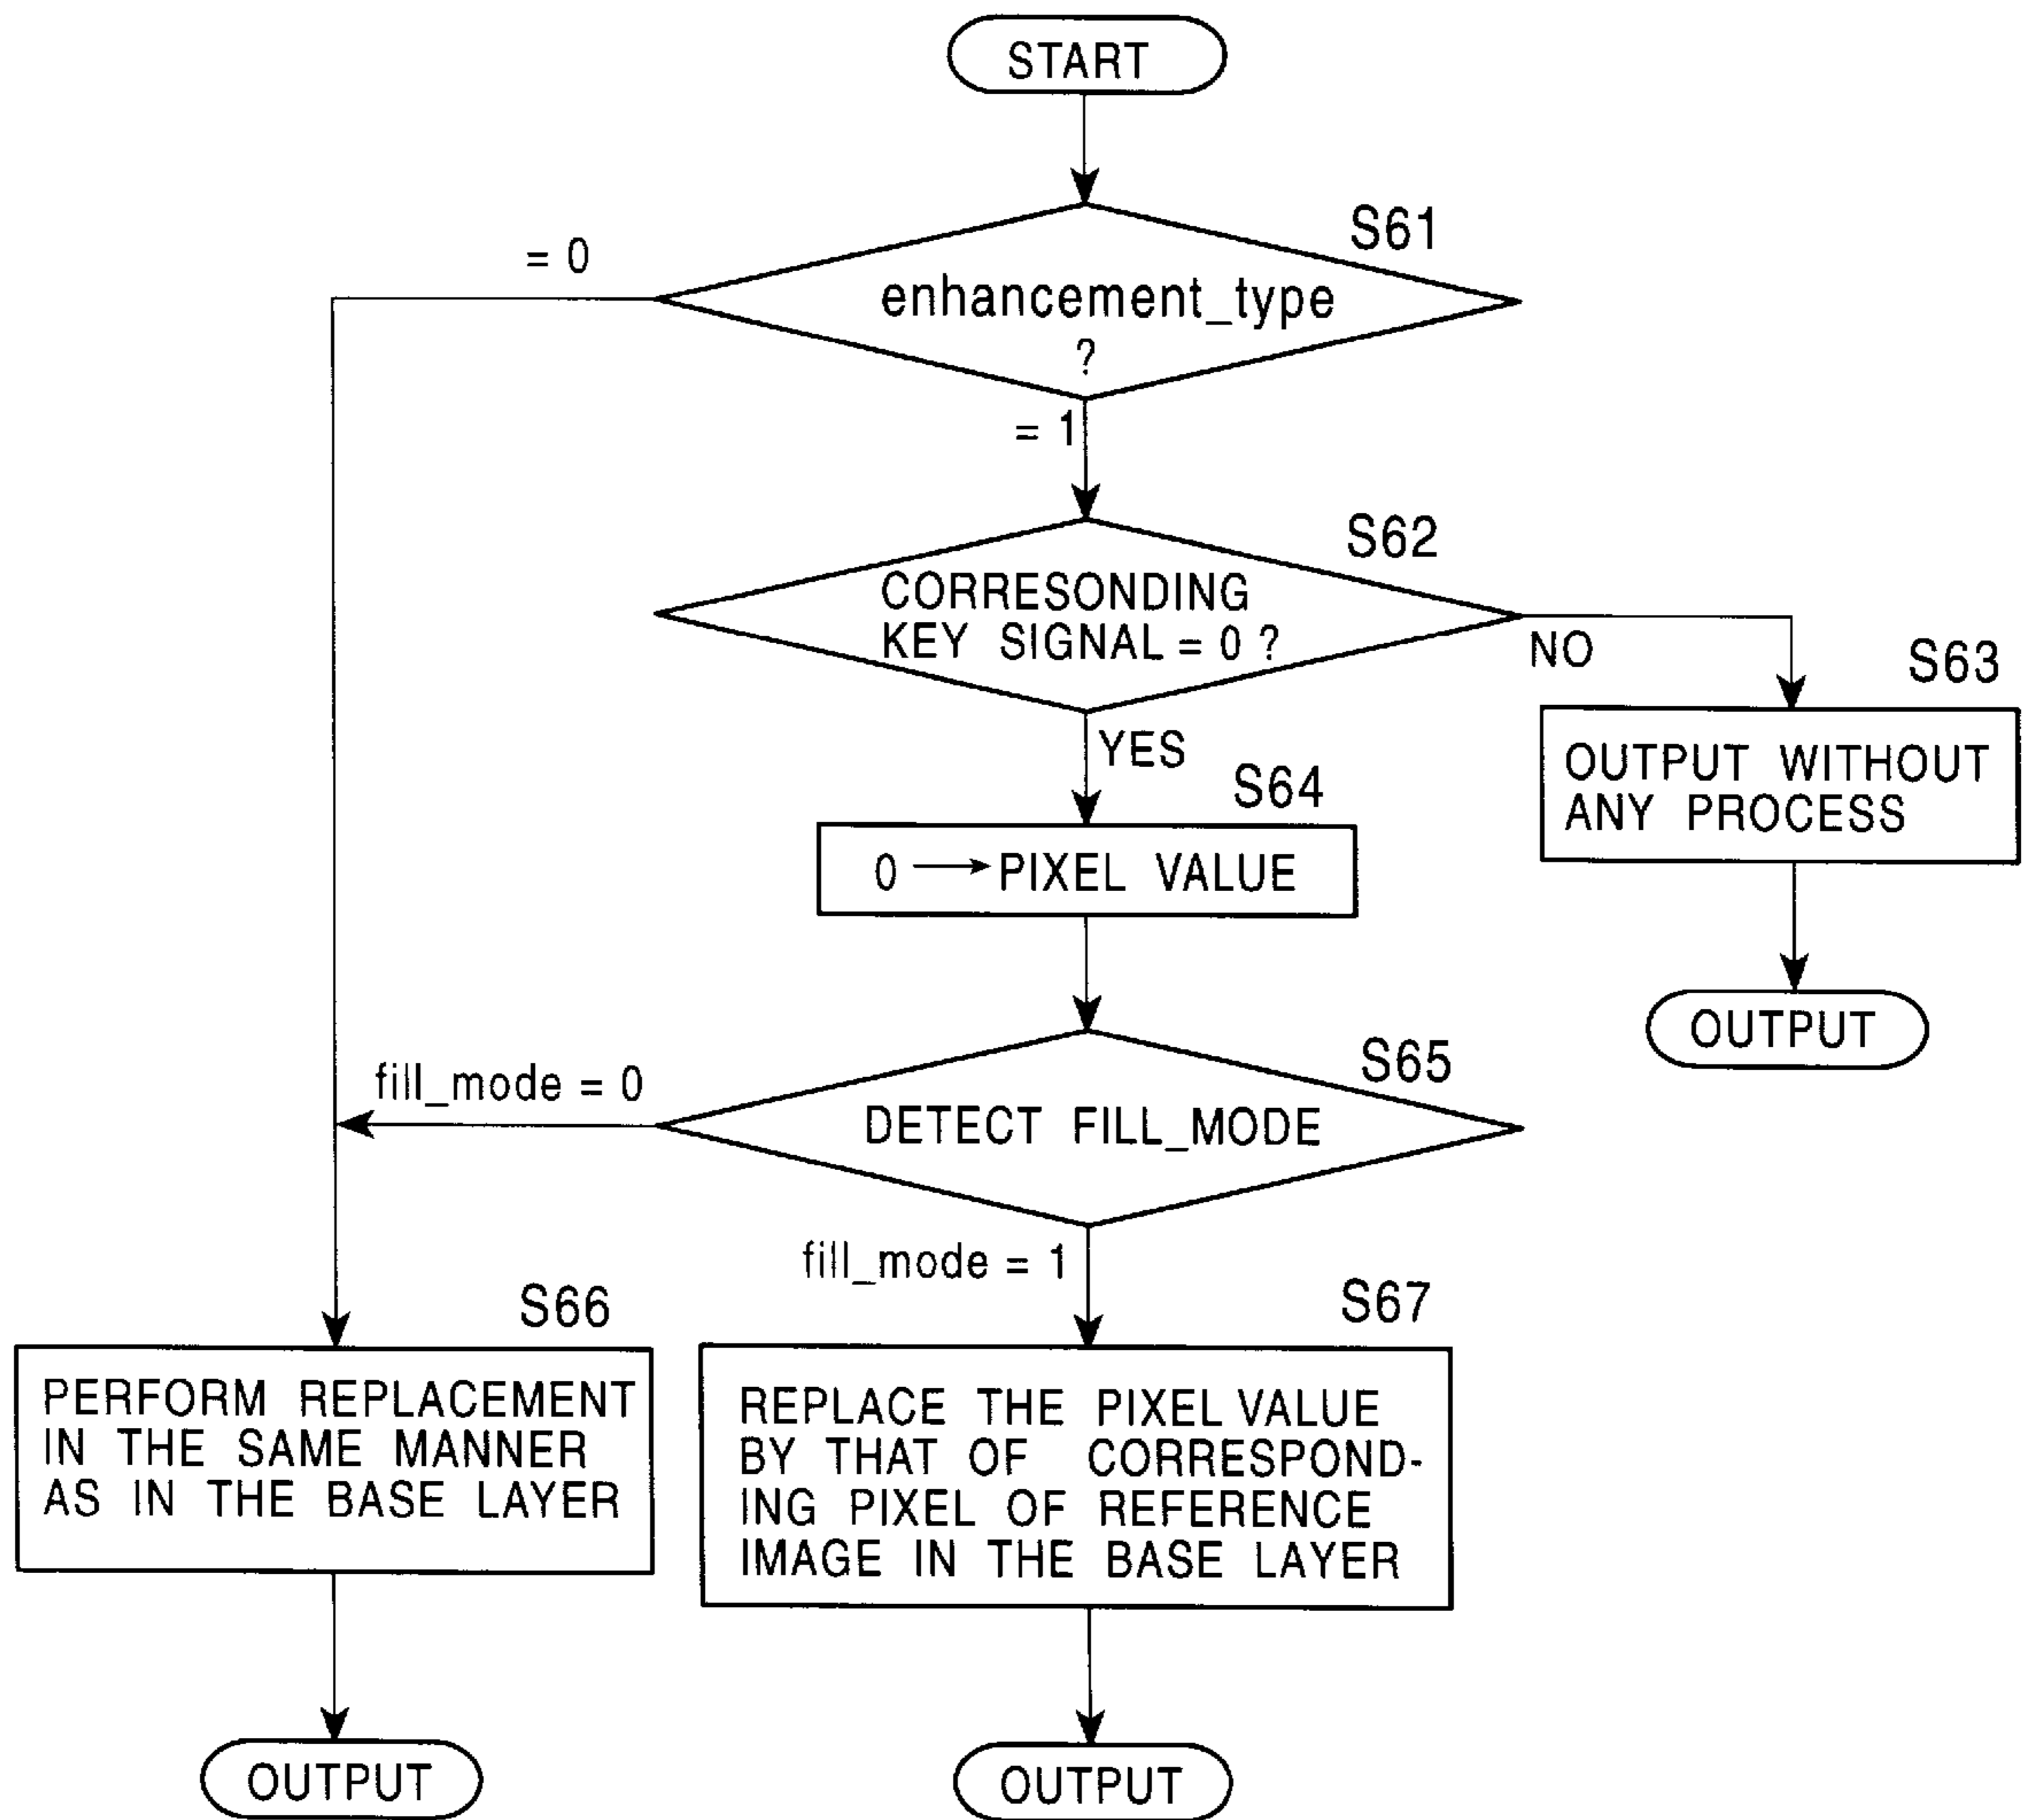 START
S61
= 0
enhancement_type
?
= 1
S62
CORRESONDING
KEY SIGNAL = 0 ?
NO
S63
YES
OUTPUT WITHOUT
ANY PROCESS
S64
0 → PIXEL VALUE
OUTPUT
S65
fill_mode = 0
DETECT FILL_MODE
fill_mode = 1
S66
S67
PERFORM REPLACEMENT
IN THE SAME MANNER
AS IN THE BASE LAYER
REPLACE THE PIXEL VALUE
BY THAT OF CORRESPOND-
ING PIXEL OF REFERENCE
IMAGE IN THE BASE LAYER
OUTPUT
OUTPUT